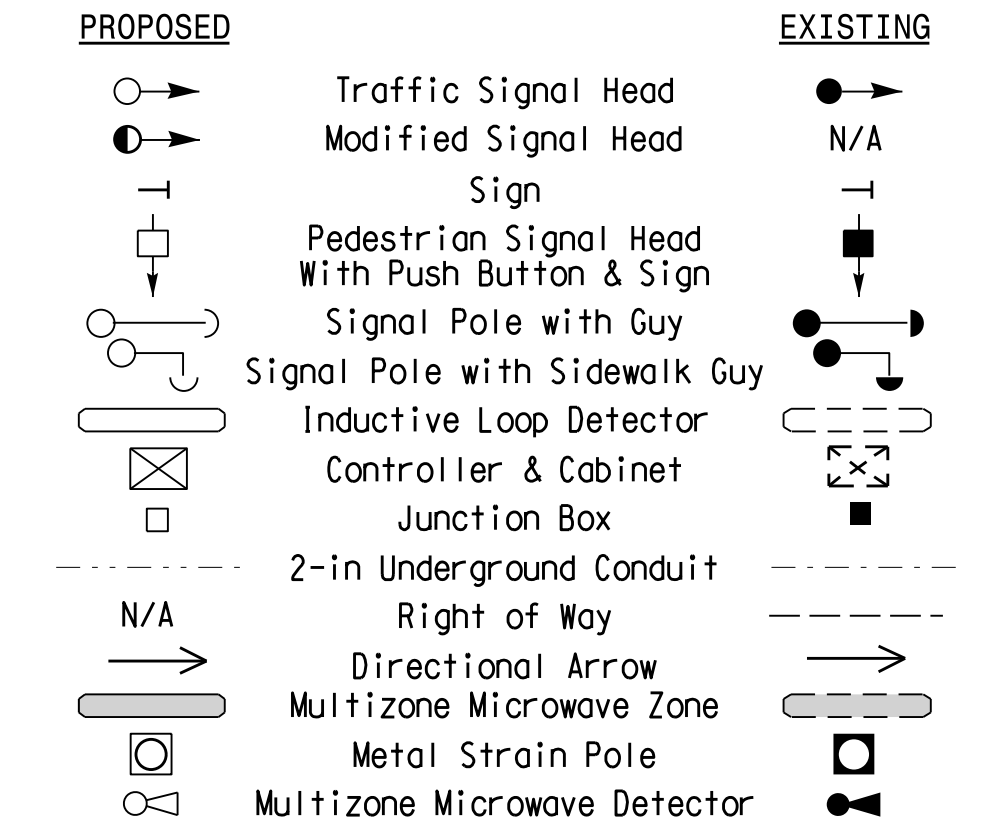 PROPOSED EXISTING
Traffic Signal Head
Modified Signal Head N/A
Sign
Pedestrian Signal Head
With Push Button & Sign
Signal Pole with Guy
Signal Pole with Sidewalk Guy
Inductive Loop Detector
Controller & Cabinet
Junction Box
2-in Underground Conduit
N/A Right of Way
Directional Arrow
Multizone Microwave Zone
Metal Strain Pole
Multizone Microwave Detector